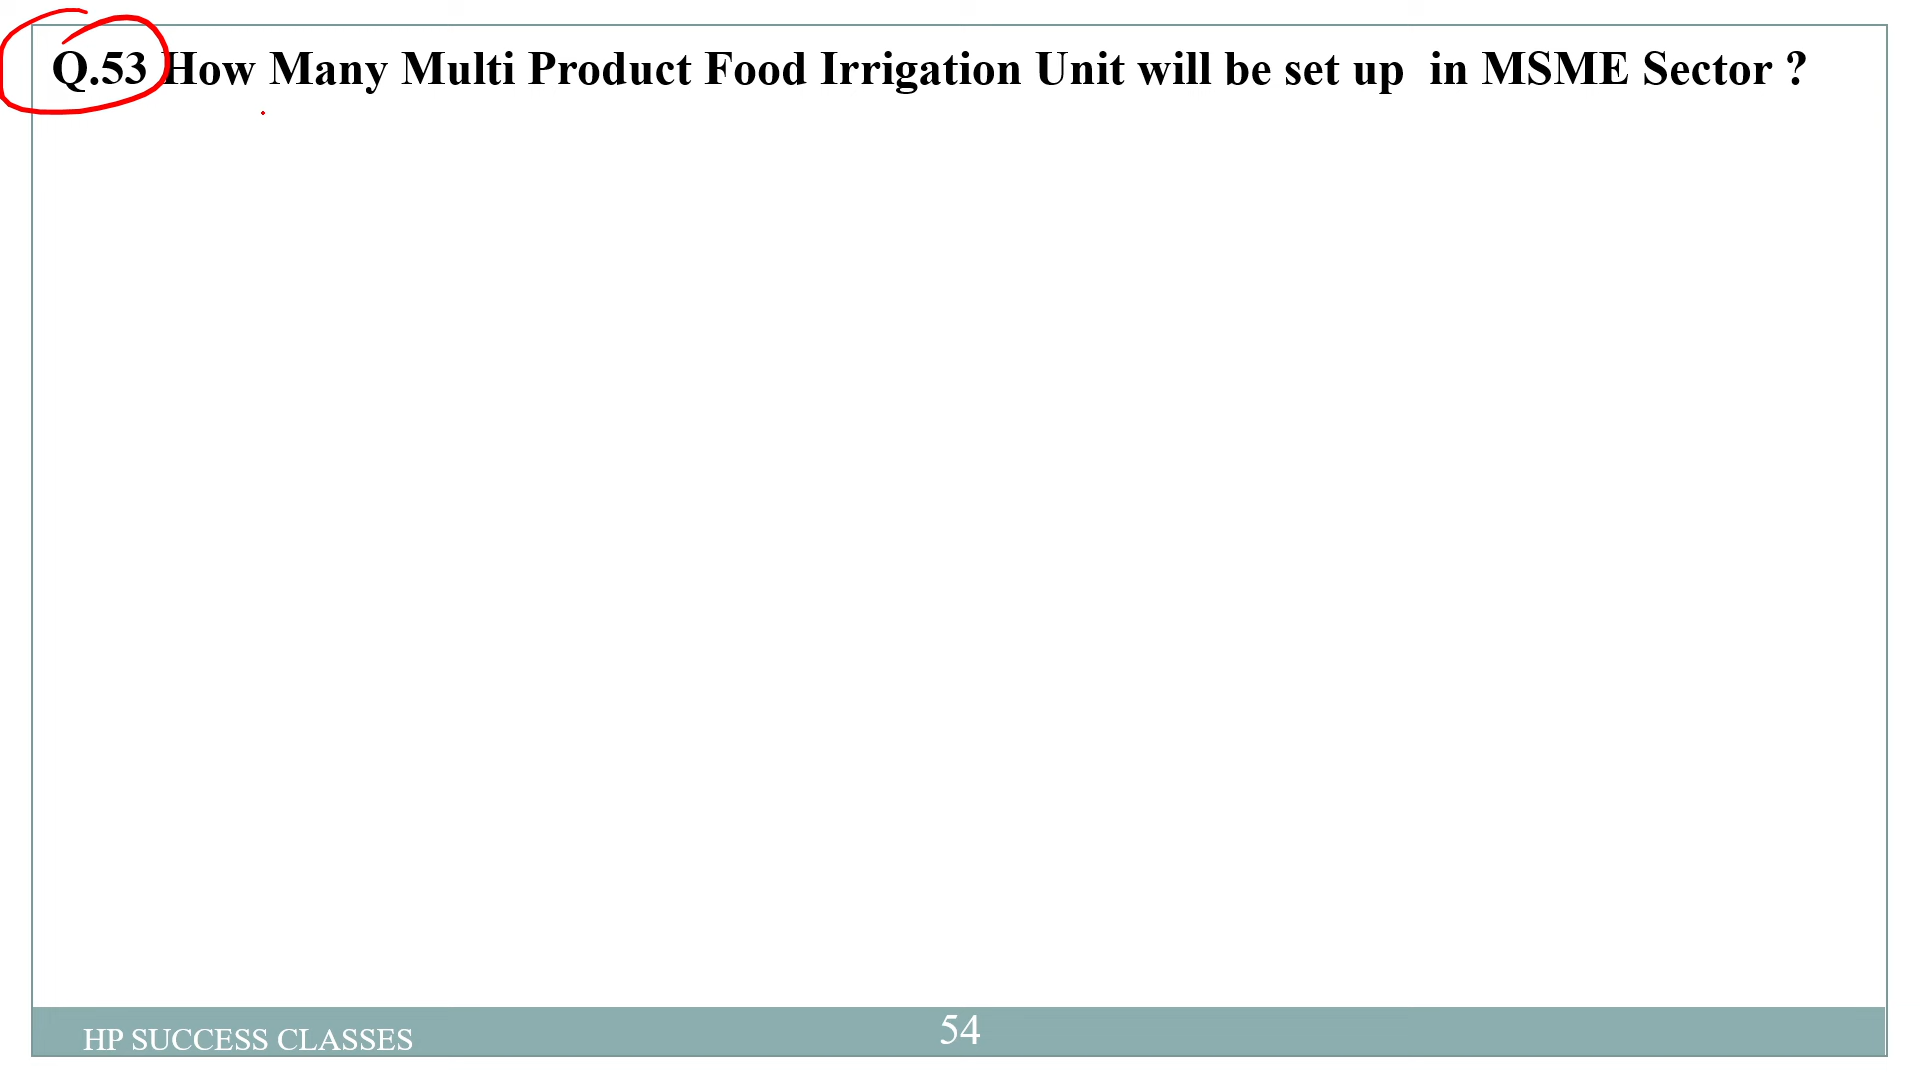 Q.53 How Many Multi Product Food Irrigation Unit will be set up in MSME Sector ?
HP SUCCESS CLASSES
54